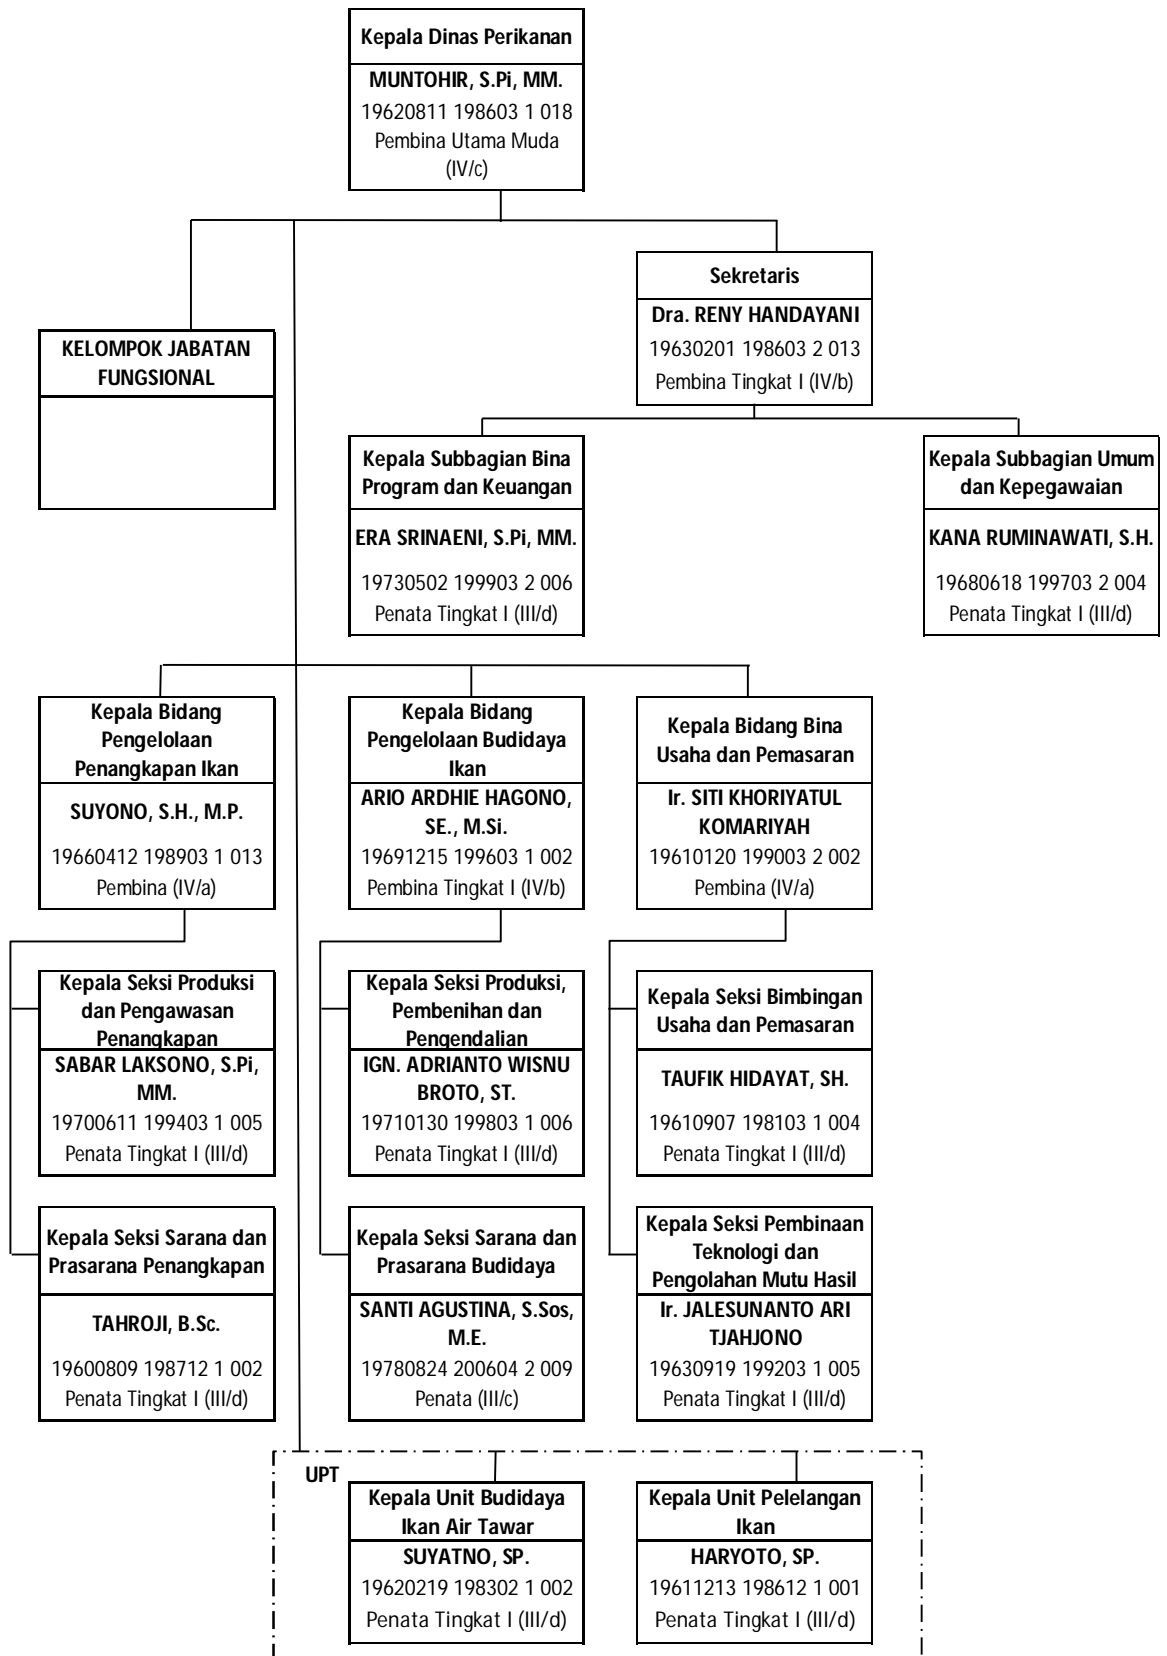 Kepala Dinas Perikanan
MUNTOHIR, S.Pi, MM.
19620811 198603 1 018
Pembina Utama Muda
(IV/c)
Sekretaris
Dra. RENY HANDAYANI
19630201 198603 2 013
Pembina Tingkat I (IV/b)
KELOMPOK JABATAN
FUNGSIONAL
Kepala Subbagian Bina
Program dan Keuangan
ERA SRINAENI, S.Pi, MM.
19730502 199903 2 006
Penata Tingkat I (III/d)
Kepala Subbagian Umum
dan Kepegawaian
KANA RUMINAWATI, S.H.
19680618 199703 2 004
Penata Tingkat I (III/d)
Kepala Bidang
Pengelolaan
Penangkapan Ikan
SUYONO, S.H., M.P.
19660412 198903 1 013
Pembina (IV/a)
Kepala Bidang
Pengelolaan Budidaya
Ikan
ARIO ARDHIE HAGONO,
SE., M.Si.
19691215 199603 1 002
Pembina Tingkat I (IV/b)
Kepala Bidang Bina
Usaha dan Pemasaran
Ir. SITI KHORIYATUL
KOMARIYAH
19610120 199003 2 002
Pembina (IV/a)
Kepala Seksi Produksi
dan Pengawasan
Penangkapan
SABAR LAKSONO, S.Pi,
MM.
19700611 199403 1 005
Penata Tingkat I (III/d)
Kepala Seksi Produksi,
Pembenihan dan
Pengendalian
IGN. ADRIANTO WISNU
BROTO, ST.
19710130 199803 1 006
Penata Tingkat I (III/d)
Kepala Seksi Bimbingan
Usaha dan Pemasaran
TAUFIK HIDAYAT, SH.
19610907 198103 1 004
Penata Tingkat I (III/d)
Kepala Seksi Sarana dan
Prasarana Penangkapan
TAHROJI, B.Sc.
19600809 198712 1 002
Penata Tingkat I (III/d)
Kepala Seksi Sarana dan
Prasarana Budidaya
SANTI AGUSTINA, S.Sos,
M.E.
19780824 200604 2 009
Penata (III/c)
Kepala Seksi Pembinaan
Teknologi dan
Pengolahan Mutu Hasil
Ir. JALESUNANTO ARI
TJAHJONO
19630919 199203 1 005
Penata Tingkat I (III/d)
UPT
Kepala Unit Budidaya
Ikan Air Tawar
SUYATNO, SP.
19620219 198302 1 002
Penata Tingkat I (III/d)
Kepala Unit Pelelangan
Ikan
HARYOTO, SP.
19611213 198612 1 001
Penata Tingkat I (III/d)